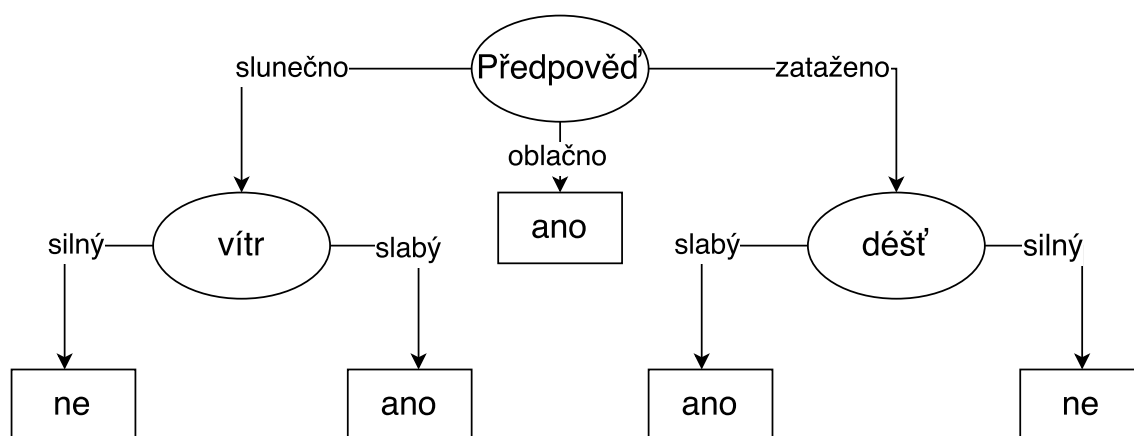 Předpověď
slunečno
zataženo
oblačno
ano
silný
vítr
slabý
slabý
déšť
silný
ne
ano
ano
ne